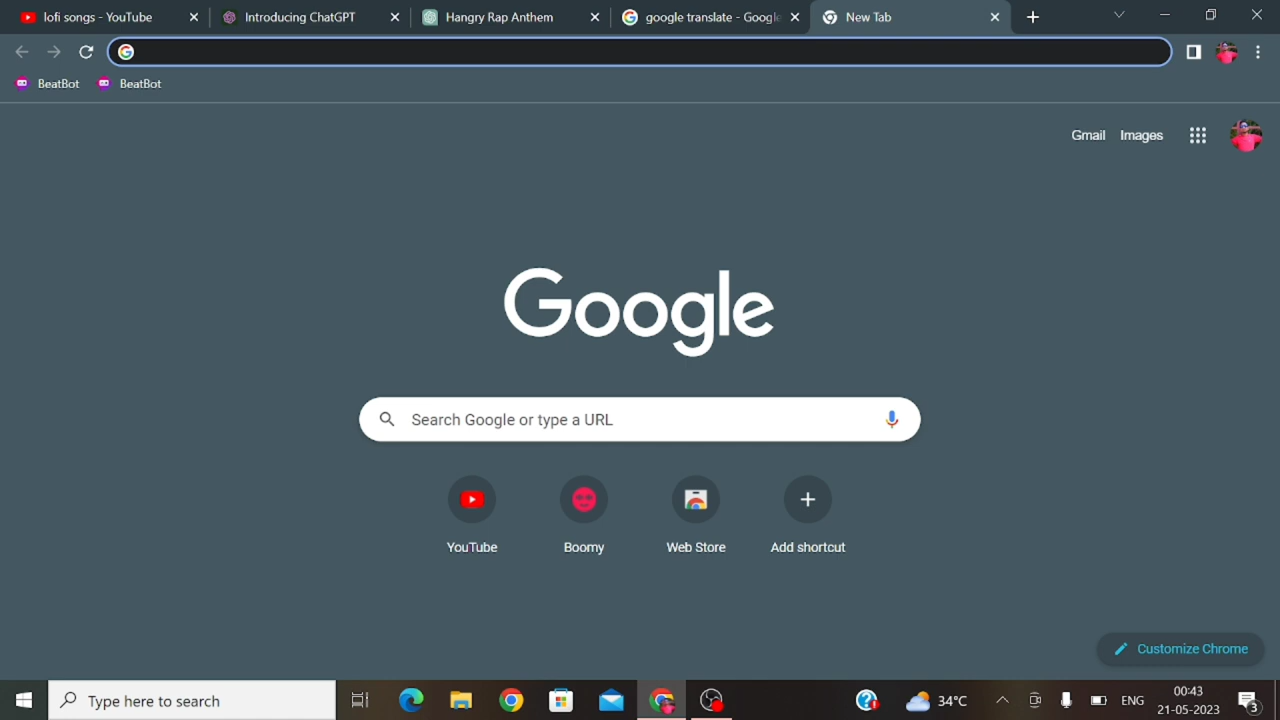 lofi songs - YouTube
Introducing ChatGPT
Hangry Rap Anthem
google translate - Google
New Tab
BeatBot
BeatBot
Gmail
Images
Google
Search Google or type a URL
YouTube
Boomy
Web Store
Add shortcut
Customize Chrome
Type here to search
34°C
ENG
00:43
21-05-2023
3